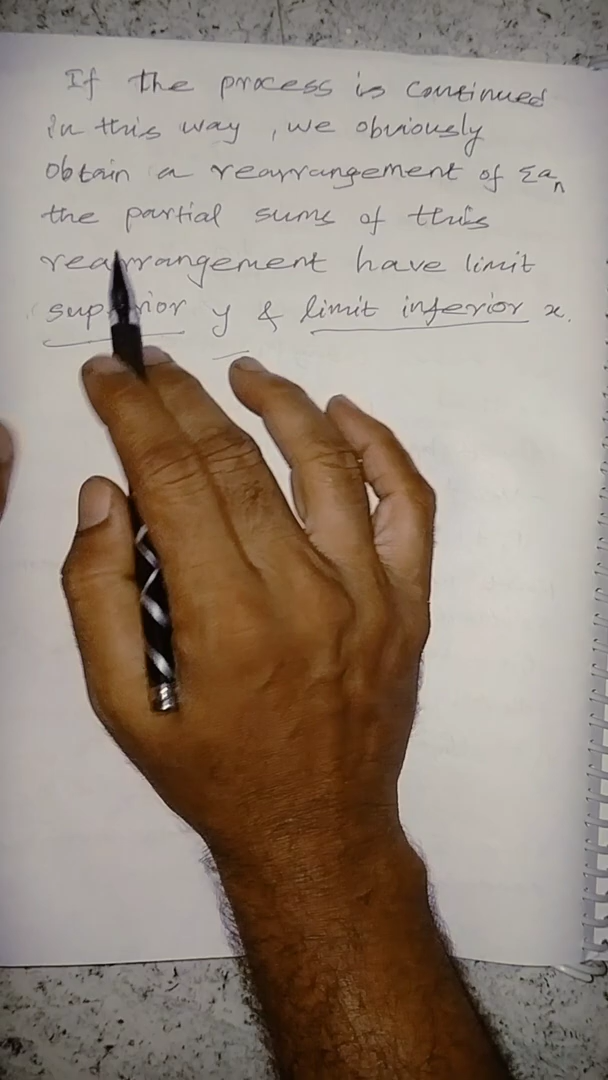 If the process is continued
in this way , we obviously
obtain a rearrangement of Σaₙ
the partial sums of this
rearrangement have limit
superior y & limit inferior x.